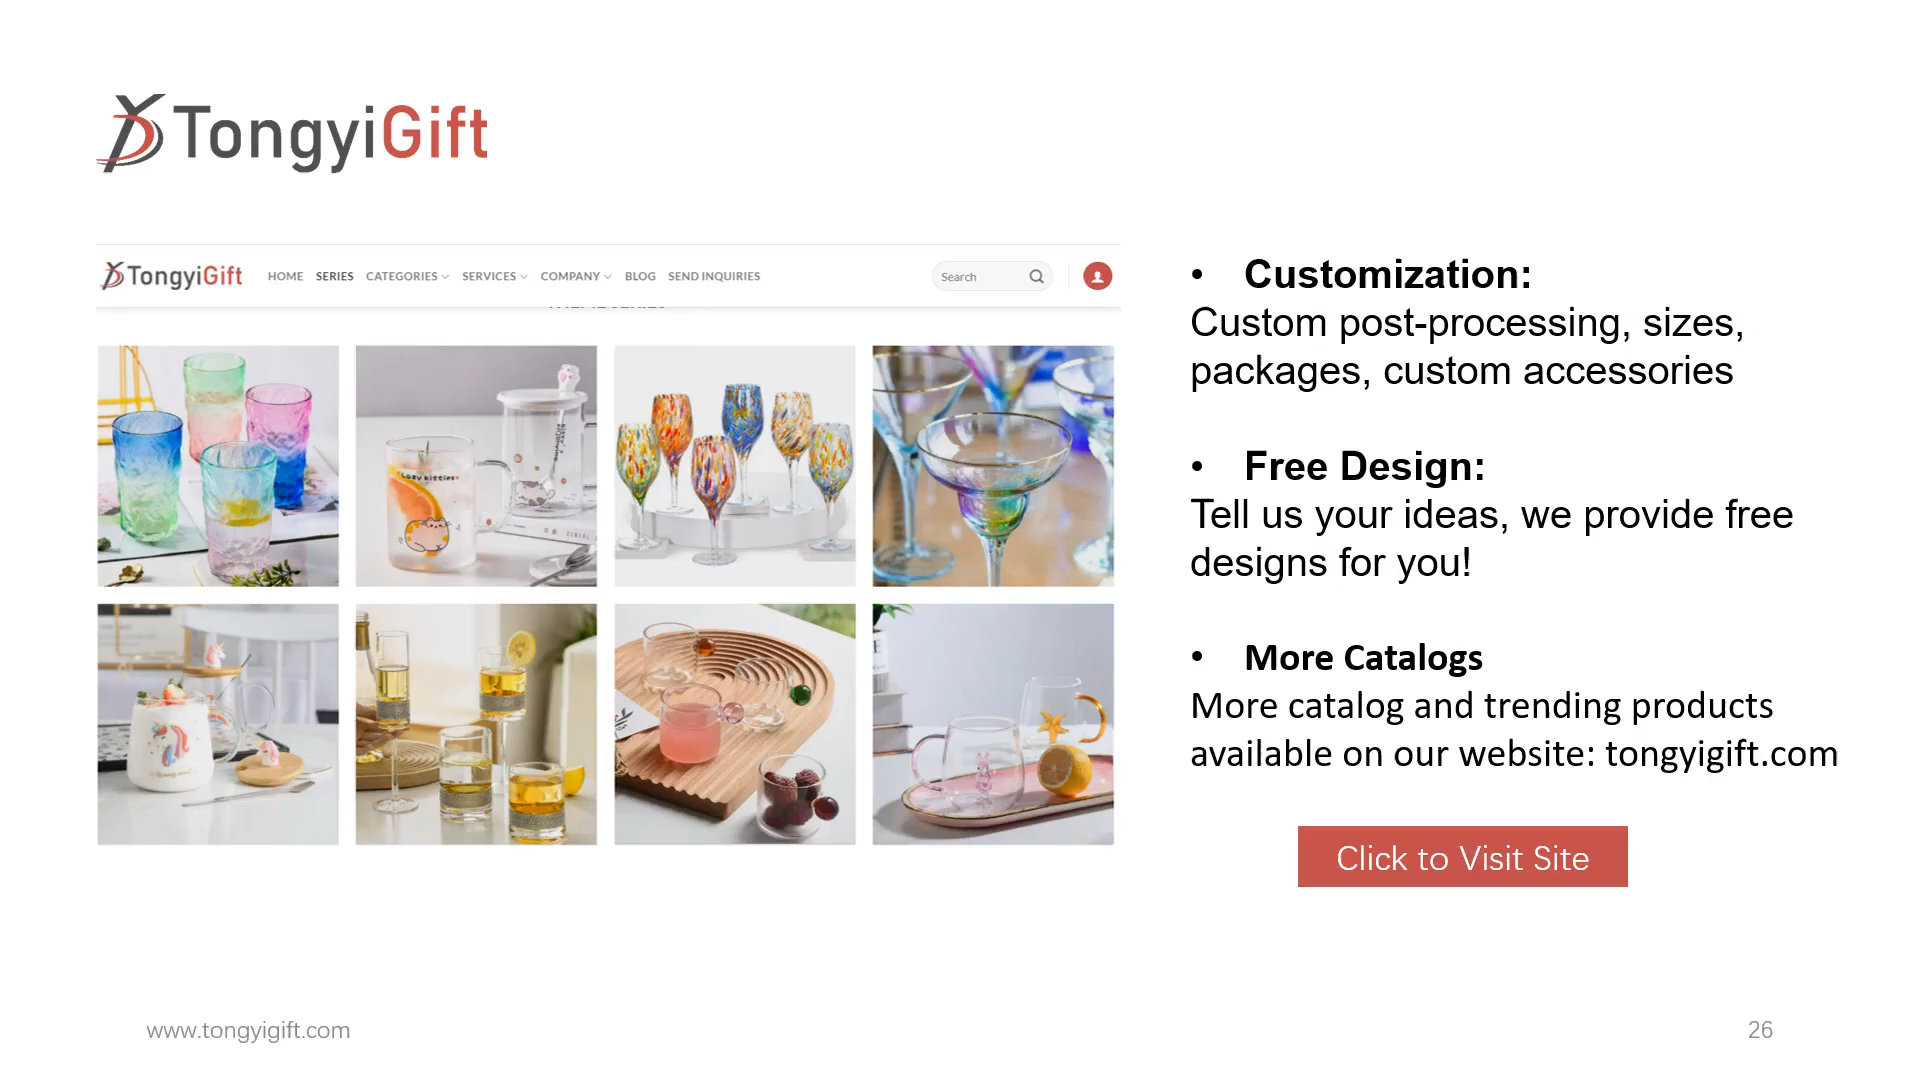 TongyiGift
TongyiGift
HOME
SERIES
CATEGORIES
SERVICES
COMPANY
BLOG
SEND INQUIRIES
Search
Lazy kitties
• Customization:
Custom post-processing, sizes,
packages, custom accessories
• Free Design:
Tell us your ideas, we provide free
designs for you!
• More Catalogs
More catalog and trending products
available on our website: tongyigift.com
Click to Visit Site
www.tongyigift.com
26